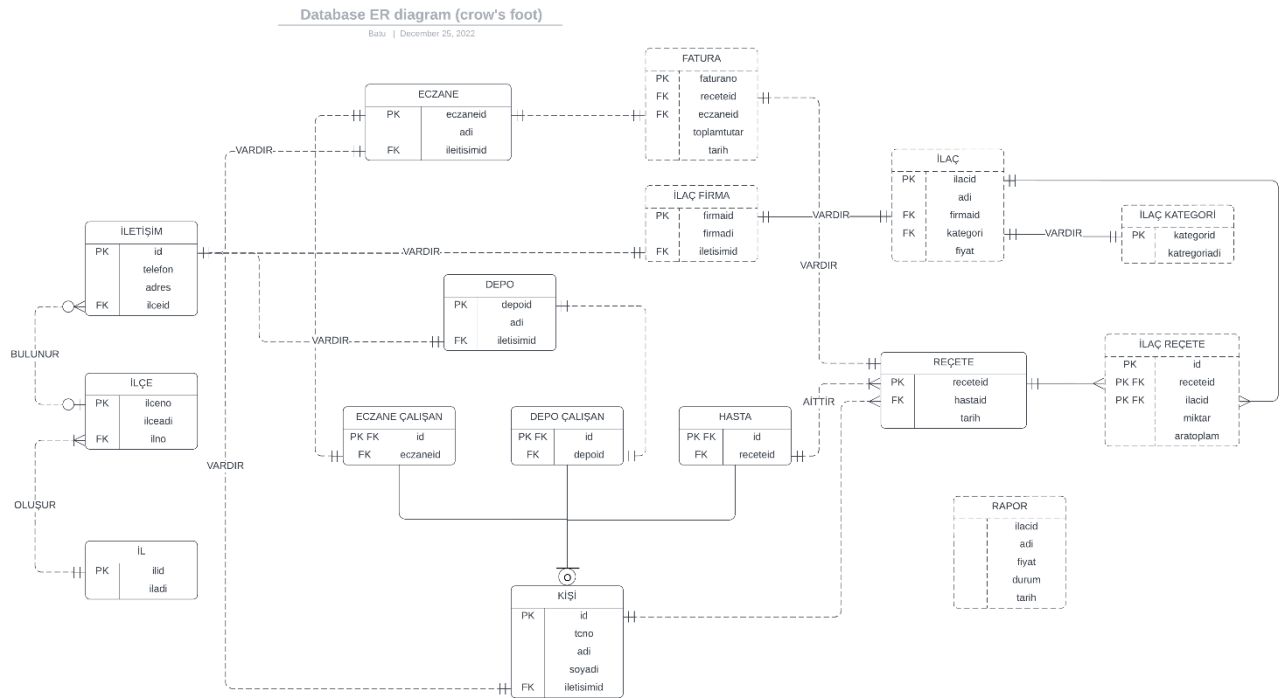 Database ER diagram (crow's foot)
Batu | December 25, 2022
ECZANE
PK eczaneid
adi
FK ileitisimid
FATURA
PK faturano
FK receteid
FK eczaneid
toplamtutar
tarih
İLAÇ FİRMA
PK firmaid
firmadi
FK iletisimid
İLAÇ
PK ilacid
adi
FK firmaid
FK kategori
fiyat
İLAÇ KATEGORİ
PK kategorid
katregoriadi
İLETİŞİM
PK id
telefon
adres
FK ilceid
DEPO
PK depoid
adi
FK iletisimid
VARDIR
VARDIR
VARDIR
VARDIR
VARDIR
VARDIR
BULUNUR
İLÇE
PK ilceno
ilceadi
FK ilno
ECZANE ÇALIŞAN
PK FK id
FK eczaneid
DEPO ÇALIŞAN
PK FK id
FK depoid
HASTA
PK FK id
FK receteid
AİTTİR
REÇETE
PK receteid
FK hastaid
tarih
İLAÇ REÇETE
PK id
PK FK receteid
PK FK ilacid
miktar
aratoplam
VARDIR
OLUŞUR
İL
PK ilid
iladi
KİŞİ
PK id
tcno
adi
soyadi
FK iletisimid
RAPOR
ilacid
adi
fiyat
durum
tarih